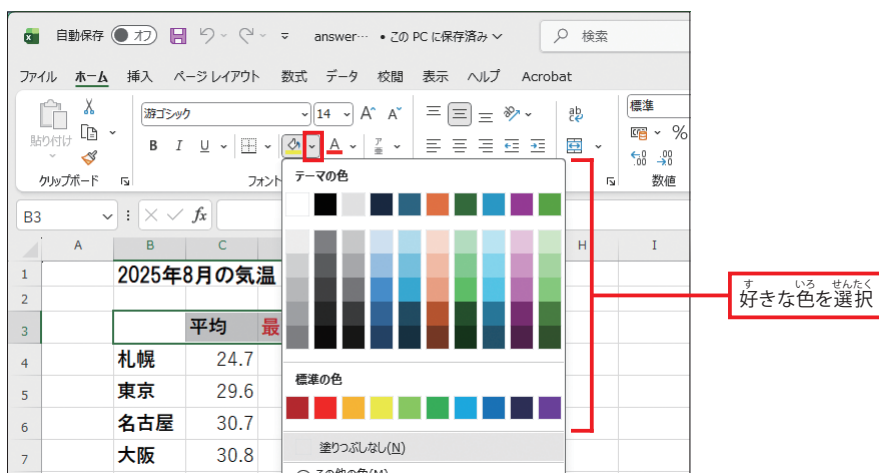 自動保存 オフ answer… • この PC に保存済み 検索
ファイル ホーム 挿入 ページ レイアウト 数式 データ 校閲 表示 ヘルプ Acrobat
貼り付け 游ゴシック 14 A A ab 標準
B I U A ア亜 %
クリップボード フォント 数値
テーマの色
B3 fx
A B C H I
1 2025年8月の気温
2
3 平均 最
4 札幌 24.7
5 東京 29.6
6 名古屋 30.7
7 大阪 30.8
標準の色
塗りつぶしなし(N)
す いろ せんたく
好きな色を選択